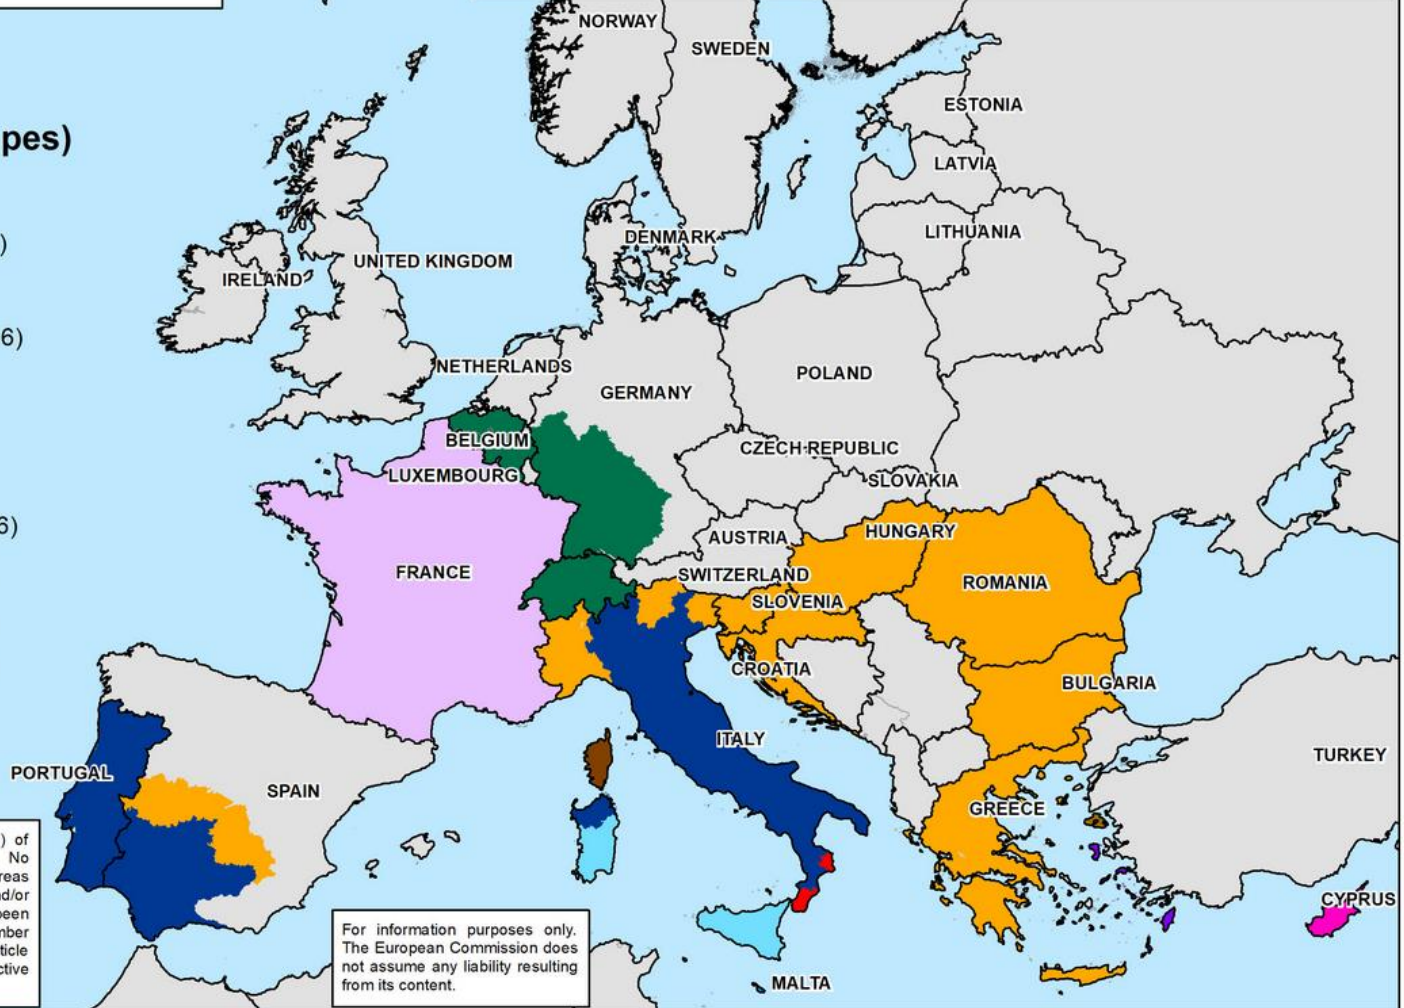 NORWAY
SWEDEN
ESTONIA
pes)
LATVIA
)
LITHUANIA
DENMARK
UNITED KINGDOM
IRELAND
6)
NETHERLANDS
POLAND
GERMANY
BELGIUM
CZECH REPUBLIC
LUXEMBOURG
SLOVAKIA
6)
HUNGARY
AUSTRIA
FRANCE
SWITZERLAND
ROMANIA
SLOVENIA
CROATIA
BULGARIA
ITALY
TURKEY
PORTUGAL
SPAIN
GREECE
) of
No
reas
nd/or
been
mber
ticle
ctive
CYPRUS
For information purposes only.
The European Commission does
not assume any liability resulting
from its content.
MALTA